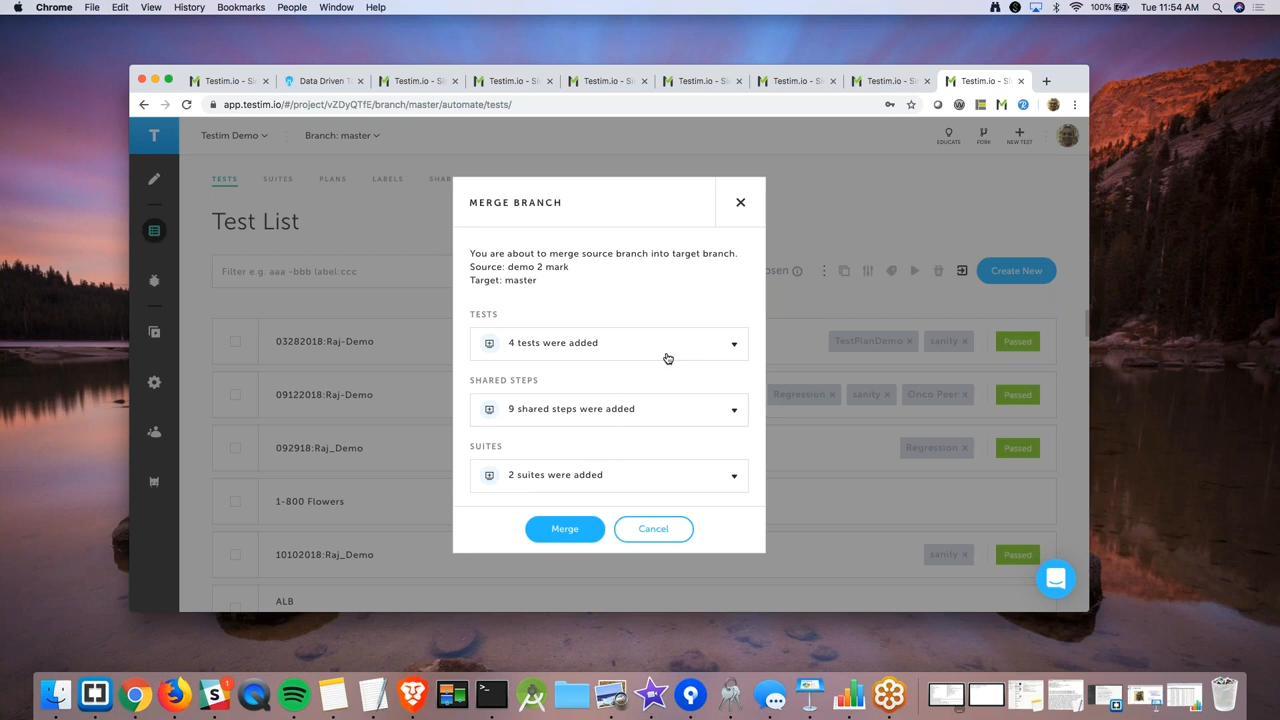 Chrome File Edit View History Bookmarks People Window Help 100% Tue 11:54 AM
Testim.io - Data Driven T Testim.io - Testim.io - Testim.io - Testim.io - Testim.io - Testim.io - Testim.io -
app.testim.io/#/project/vZDyQTfE/branch/master/automate/tests/
T Testim Demo Branch: master EDUCATE FORK NEW TEST
TESTS SUITES PLANS LABELS SHAR
Test List
Filter e.g. aaa -bbb label:ccc
osen
Create New
03282018:Raj-Demo TestPlanDemo × sanity × Passed
09122018:Raj-Demo Regression × sanity × Onco Peer × Passed
092918:Raj_Demo Regression × Passed
1-800 Flowers
10102018:Raj_Demo sanity × Passed
ALB
MERGE BRANCH
You are about to merge source branch into target branch.
Source: demo 2 mark
Target: master
TESTS
4 tests were added
SHARED STEPS
9 shared steps were added
SUITES
2 suites were added
Merge Cancel